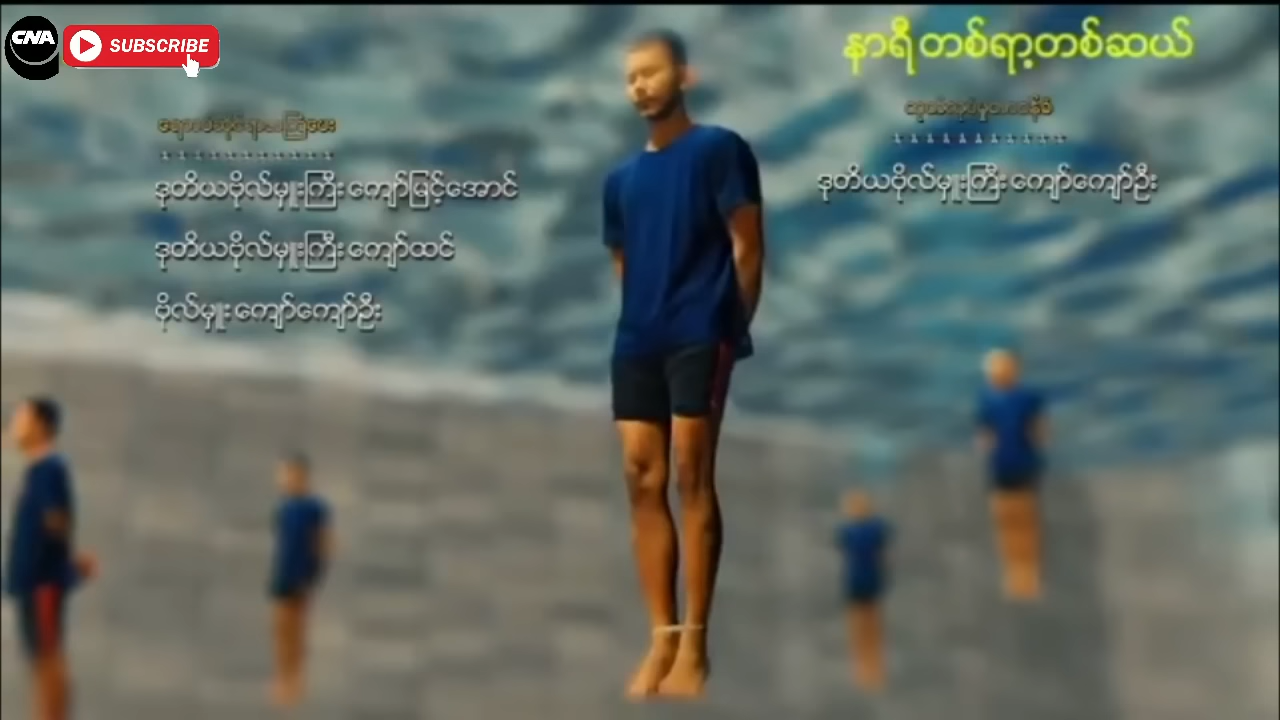 CNA
SUBSCRIBE
နာရီ တစ်ရာ့တစ်ဆယ်
ဒုတိယဗိုလ်မှူးကြီး ကျော်မြင့်အောင်
ဒုတိယဗိုလ်မှူးကြီး ကျော်ထင်
ဗိုလ်မှူး ကျော်ကျော်ဦး
ဒုတိယဗိုလ်မှူးကြီး ကျော်ကျော်ဦး